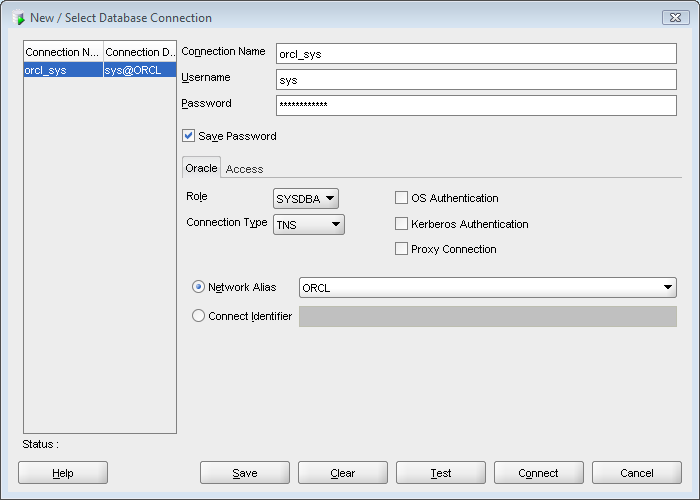 New / Select Database Connection
Connection N... Connection D...
orcl_sys sys@ORCL
Connection Name orcl_sys
Username sys
Password ************
Save Password
Oracle Access
Role SYSDBA OS Authentication
Connection Type TNS Kerberos Authentication
Proxy Connection
Network Alias ORCL
Connect Identifier
Status :
Help Save Clear Test Connect Cancel